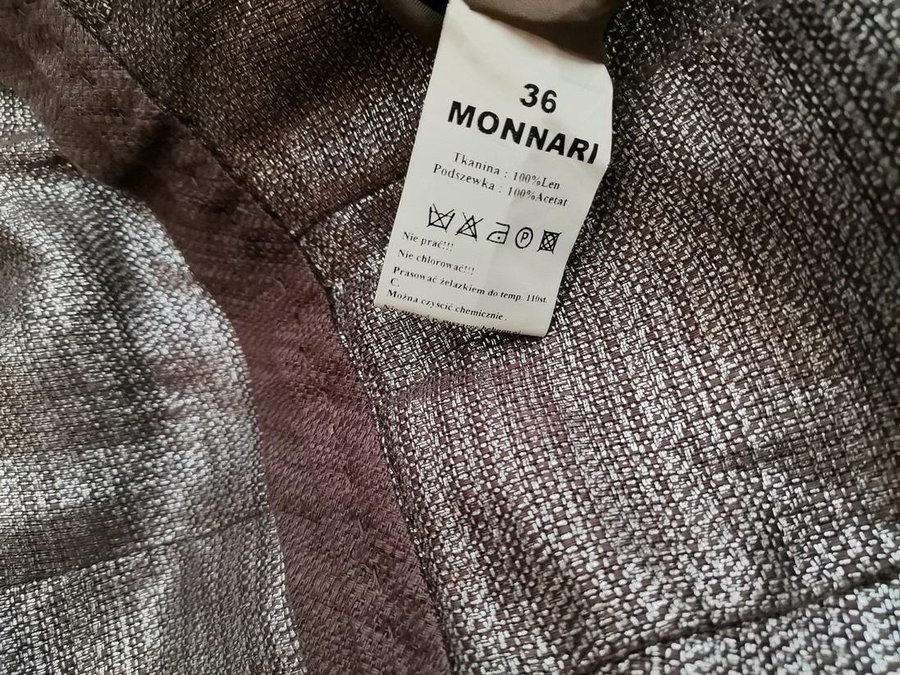 36
MONNARI
Tkanina : 100%Len
Podszewka : 100%Acetat
P
Nie prać!!!
Nie chlorować!!!
Prasować żelazkiem do temp. 110st.
C.
Można czyścić chemicznie.